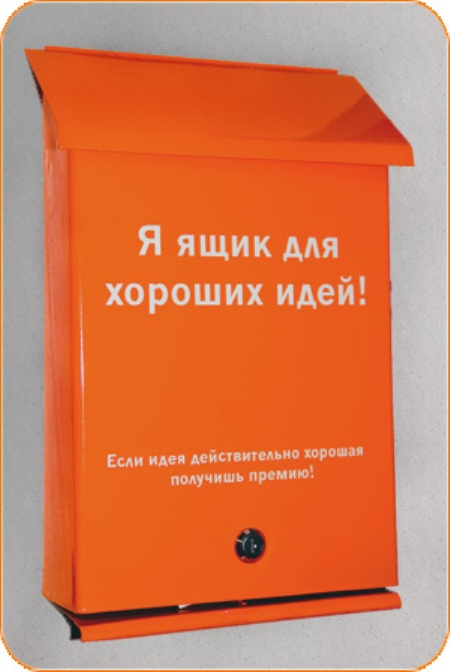 Я ящик для
хороших идей!
Если идея действительно хорошая
получишь премию!